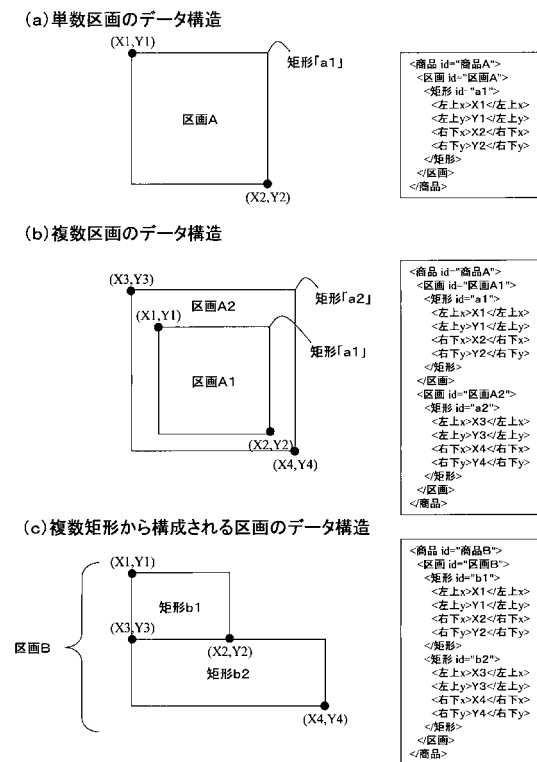 (a)単数区画のデータ構造
(X1,Y1)
矩形「a1」
区画A
(X2,Y2)
<商品 id="商品A">
<区画 id="区画A">
<矩形 id="a1">
<左上x>X1</左上x>
<左上y>Y1</左上y>
<右下x>X2</右下x>
<右下y>Y2</右下y>
</矩形>
</区画>
</商品>
(b)複数区画のデータ構造
(X3,Y3)
矩形「a2」
区画A2
(X1,Y1)
矩形「a1」
区画A1
(X2,Y2)
(X4,Y4)
<商品 id="商品A">
<区画 id="区画A1">
<矩形 id="a1">
<左上x>X1</左上x>
<左上y>Y1</左上y>
<右下x>X2</右下x>
<右下y>Y2</右下y>
</矩形>
</区画>
<区画 id="区画A2">
<矩形 id="a2">
<左上x>X3</左上x>
<左上y>Y3</左上y>
<右下x>X4</右下x>
<右下y>Y4</右下y>
</矩形>
</区画>
</商品>
(c)複数矩形から構成される区画のデータ構造
(X1,Y1)
矩形b1
(X3,Y3)
(X2,Y2)
区画B
矩形b2
(X4,Y4)
<商品 id="商品B">
<区画 id="区画B">
<矩形 id="b1">
<左上x>X1</左上x>
<左上y>Y1</左上y>
<右下x>X2</右下x>
<右下y>Y2</右下y>
</矩形>
<矩形 id="b2">
<左上x>X3</左上x>
<左上y>Y3</左上y>
<右下x>X4</右下x>
<右下y>Y4</右下y>
</矩形>
</区画>
</商品>